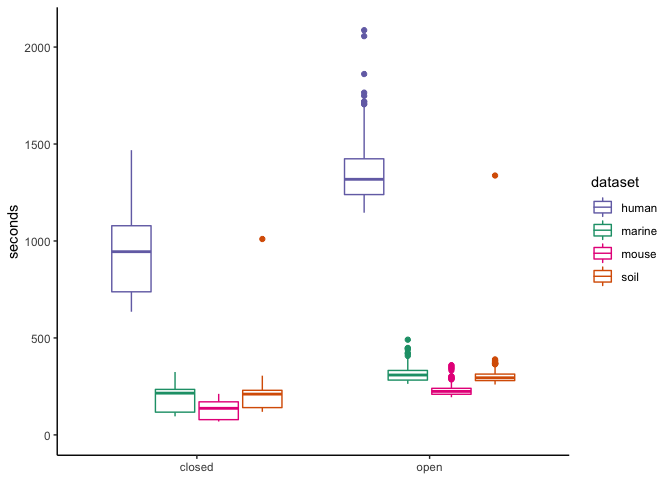 2000
1500
1000
500
0
seconds
closed
open
dataset
human
marine
mouse
soil